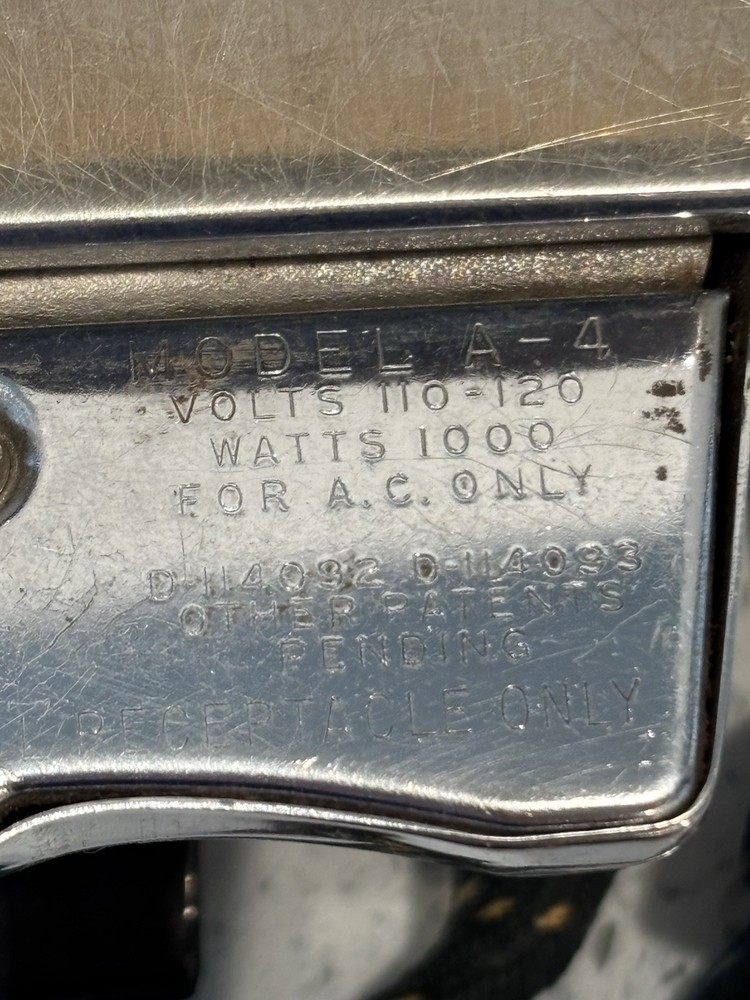 MODEL A-4
VOLTS 110-120
WATTS 1000
FOR A.C. ONLY
D-114092 D-114093
OTHER PATENTS
PENDING
RECEPTACLE ONLY